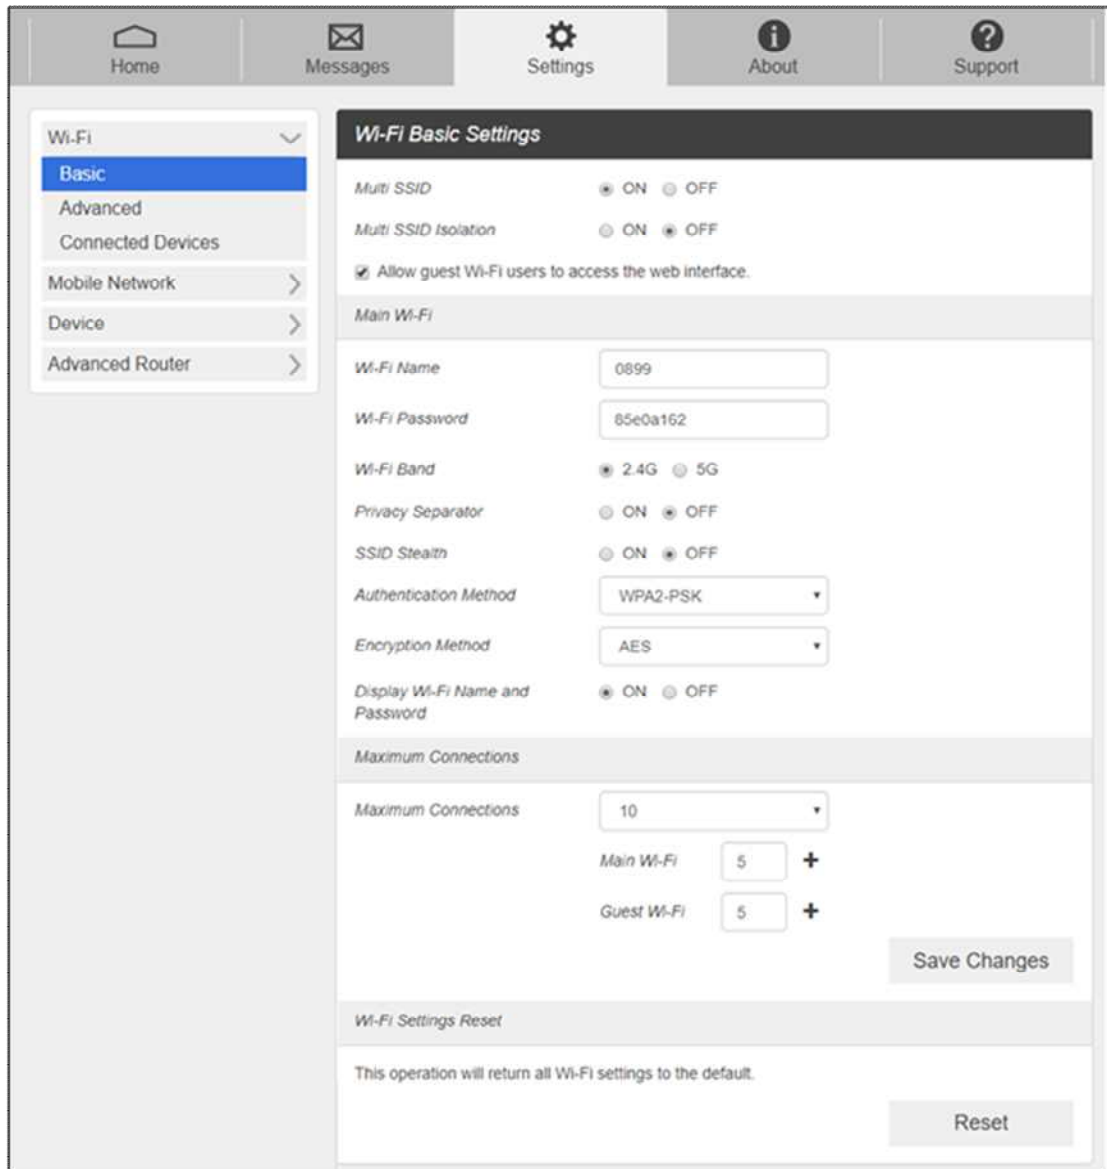 Home
Messages
Settings
About
Support
Wi-Fi
Basic
Advanced
Connected Devices
Mobile Network
Device
Advanced Router
Wi-Fi Basic Settings
Multi SSID ON OFF
Multi SSID Isolation ON OFF
Allow guest Wi-Fi users to access the web interface.
Main Wi-Fi
Wi-Fi Name 0899
Wi-Fi Password 85e0a162
Wi-Fi Band 2.4G 5G
Privacy Separator ON OFF
SSID Stealth ON OFF
Authentication Method WPA2-PSK
Encryption Method AES
Display Wi-Fi Name and ON OFF
Password
Maximum Connections
Maximum Connections 10
Main Wi-Fi 5 +
Guest Wi-Fi 5 +
Save Changes
Wi-Fi Settings Reset
This operation will return all Wi-Fi settings to the default.
Reset